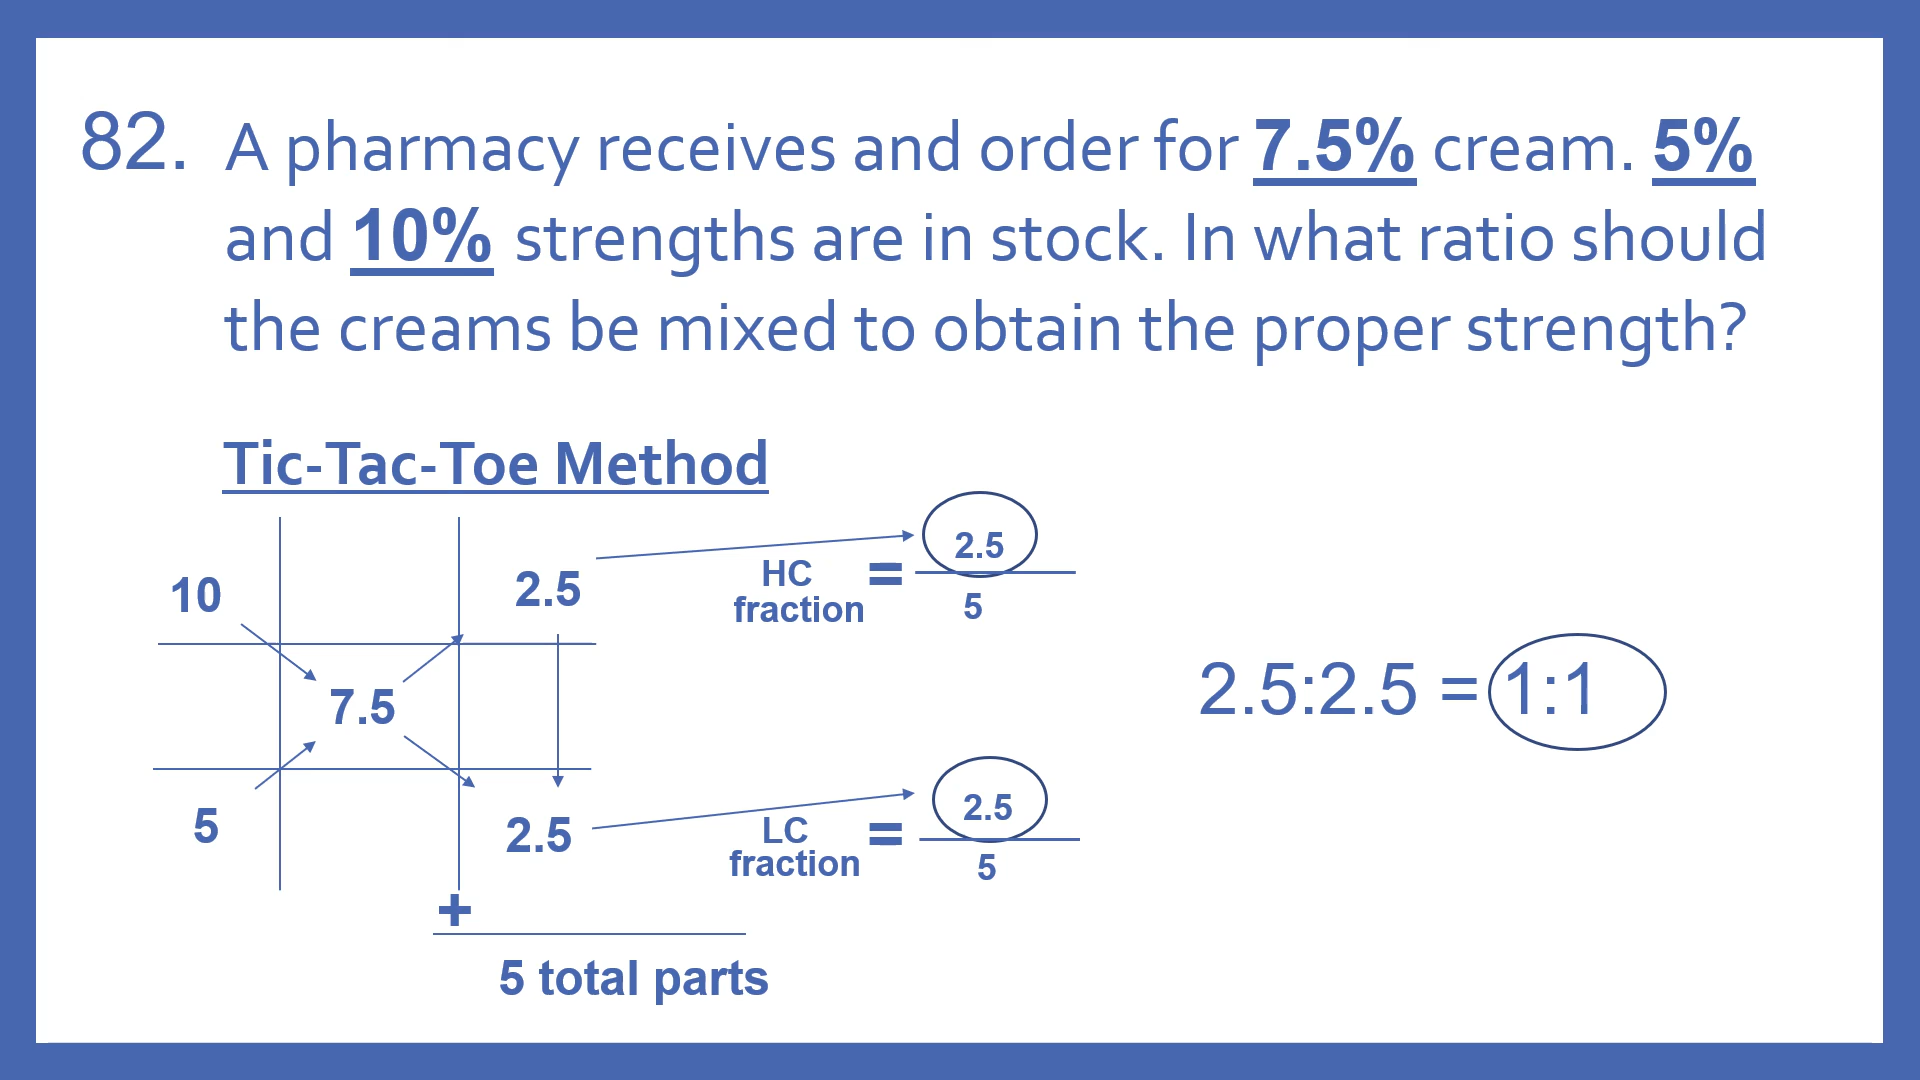 82. A pharmacy receives and order for 7.5% cream. 5%
and 10% strengths are in stock. In what ratio should
the creams be mixed to obtain the proper strength?
Tic-Tac-Toe Method
10
2.5
7.5
5
2.5
+
5 total parts
HC
fraction
=
2.5
5
LC
fraction
=
2.5
5
2.5:2.5 = 1:1